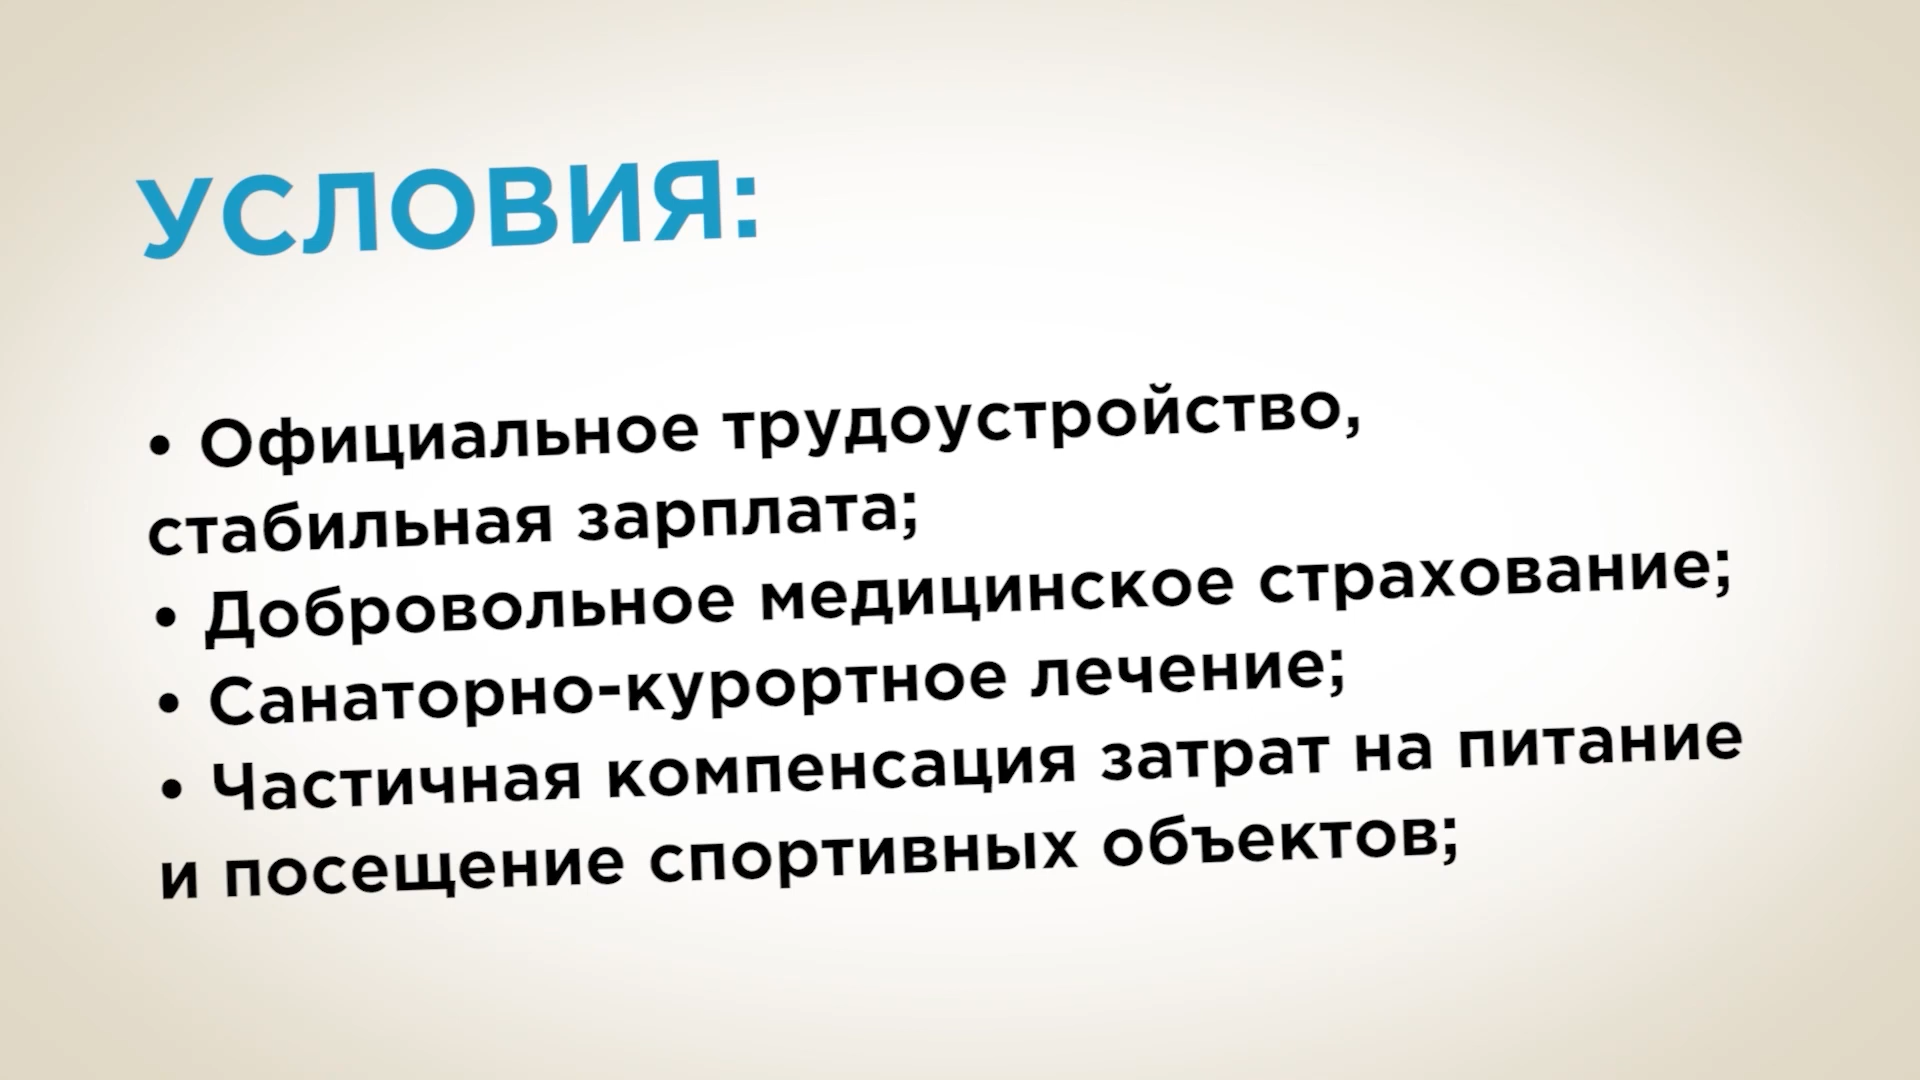 УСЛОВИЯ:
• Официальное трудоустройство,
стабильная зарплата;
• Добровольное медицинское страхование;
• Санаторно-курортное лечение;
• Частичная компенсация затрат на питание
и посещение спортивных объектов;